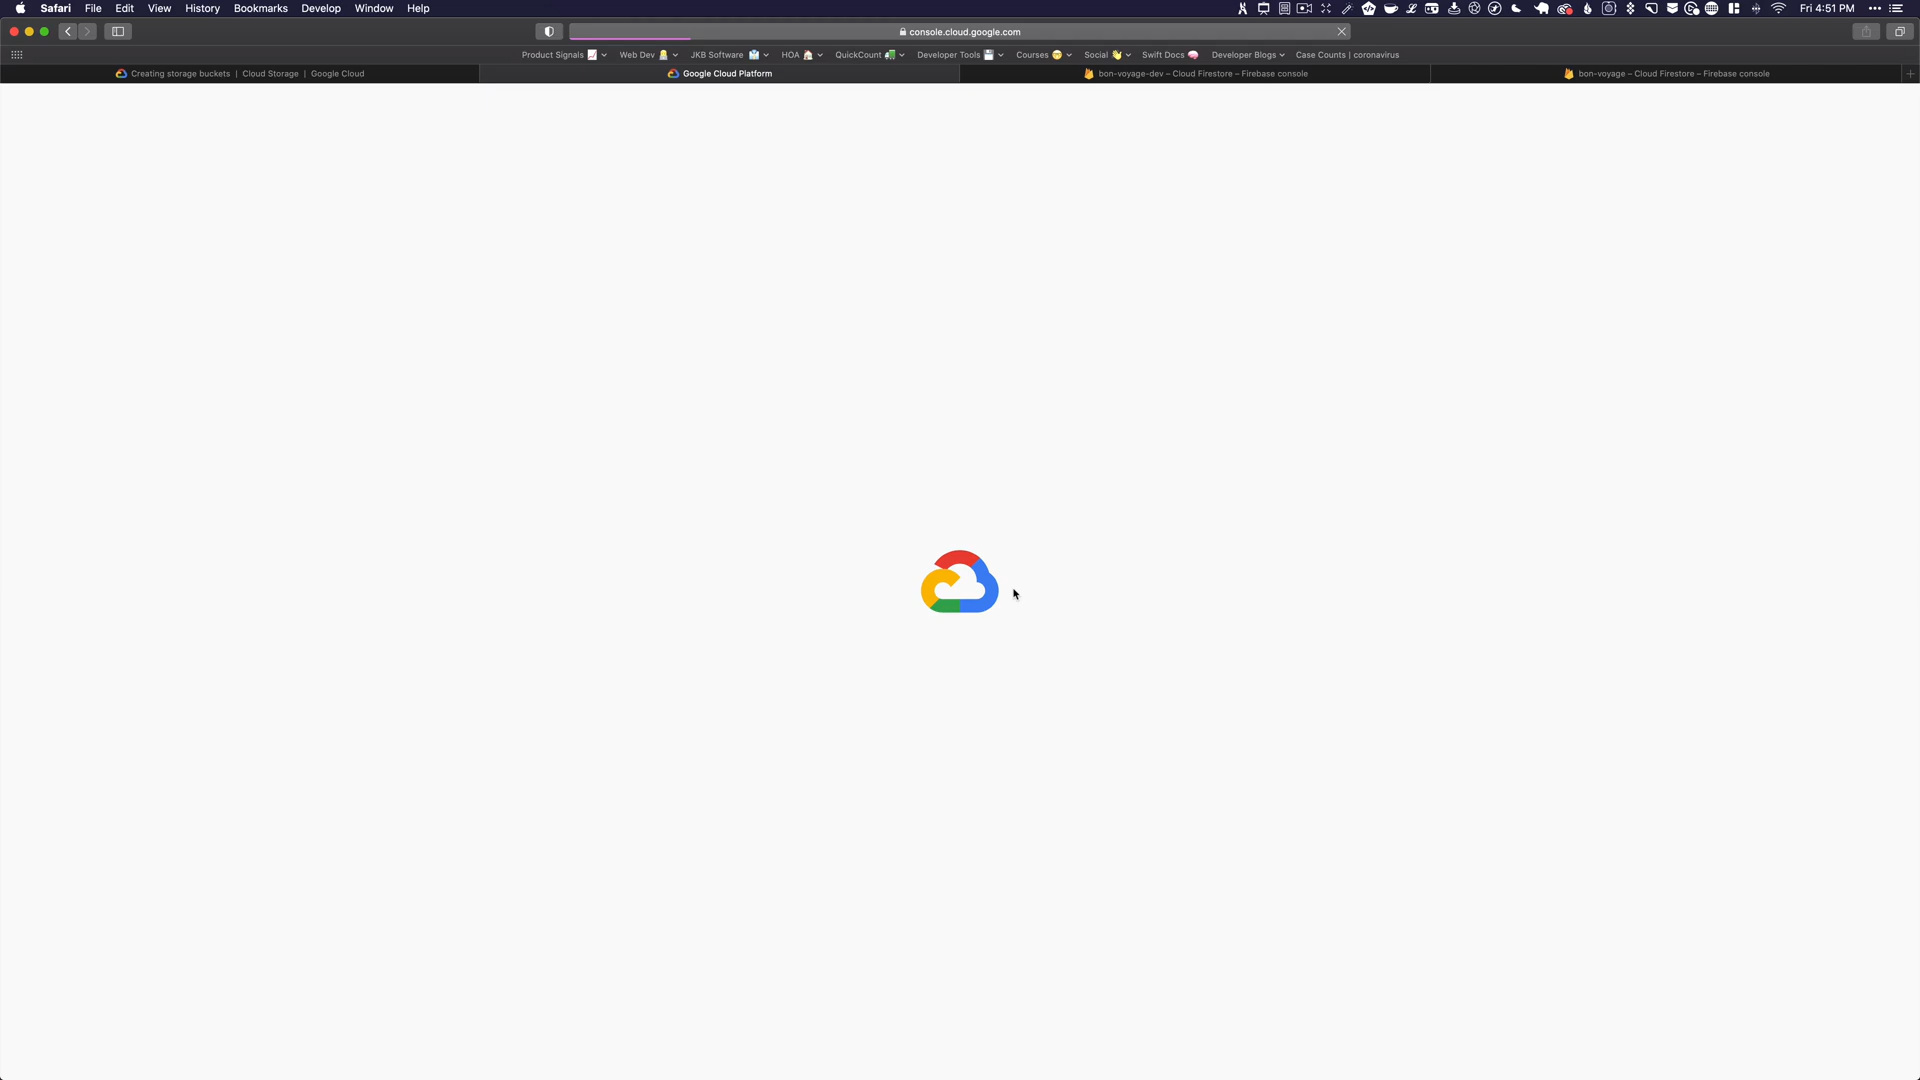 Safari File Edit View History Bookmarks Develop Window Help Fri 4:51 PM
console.cloud.google.com
Product Signals Web Dev JKB Software HOA QuickCount Developer Tools Courses Social Swift Docs Developer Blogs Case Counts | coronavirus
Creating storage buckets | Cloud Storage | Google Cloud Google Cloud Platform bon-voyage-dev – Cloud Firestore – Firebase console bon-voyage – Cloud Firestore – Firebase console